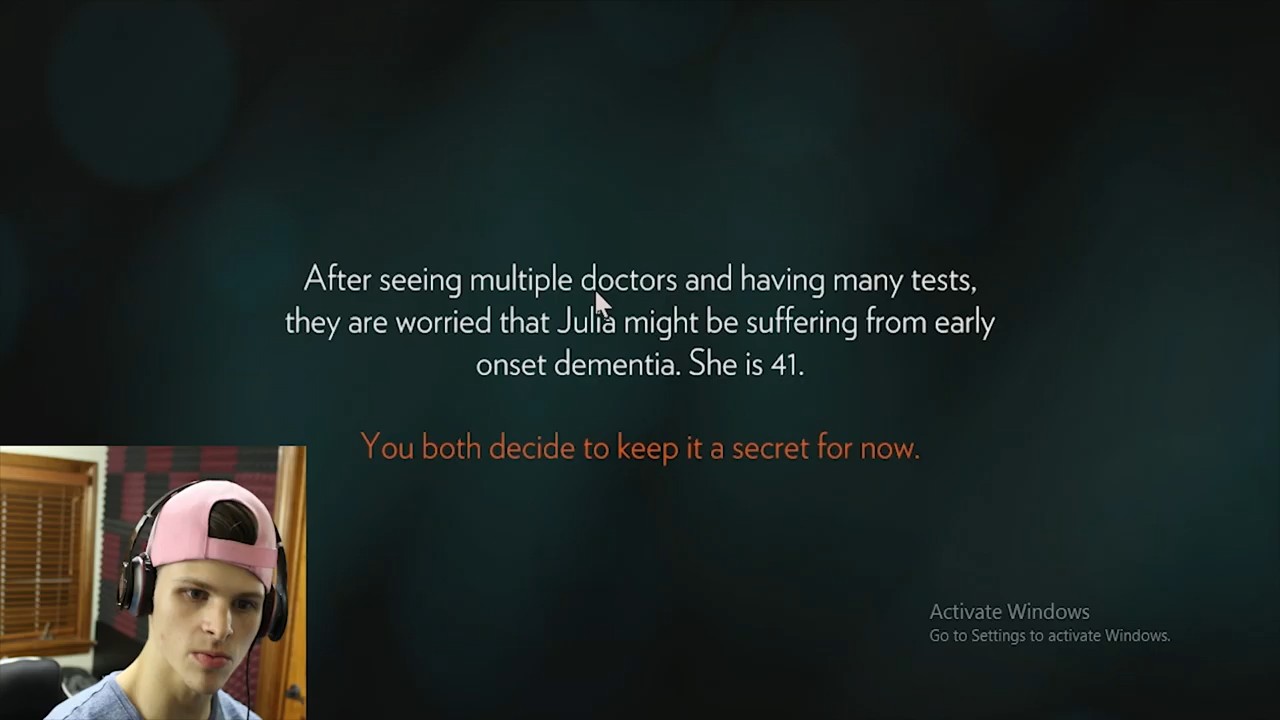 After seeing multiple doctors and having many tests,
they are worried that Julia might be suffering from early
onset dementia. She is 41.
You both decide to keep it a secret for now.
Activate Windows
Go to Settings to activate Windows.